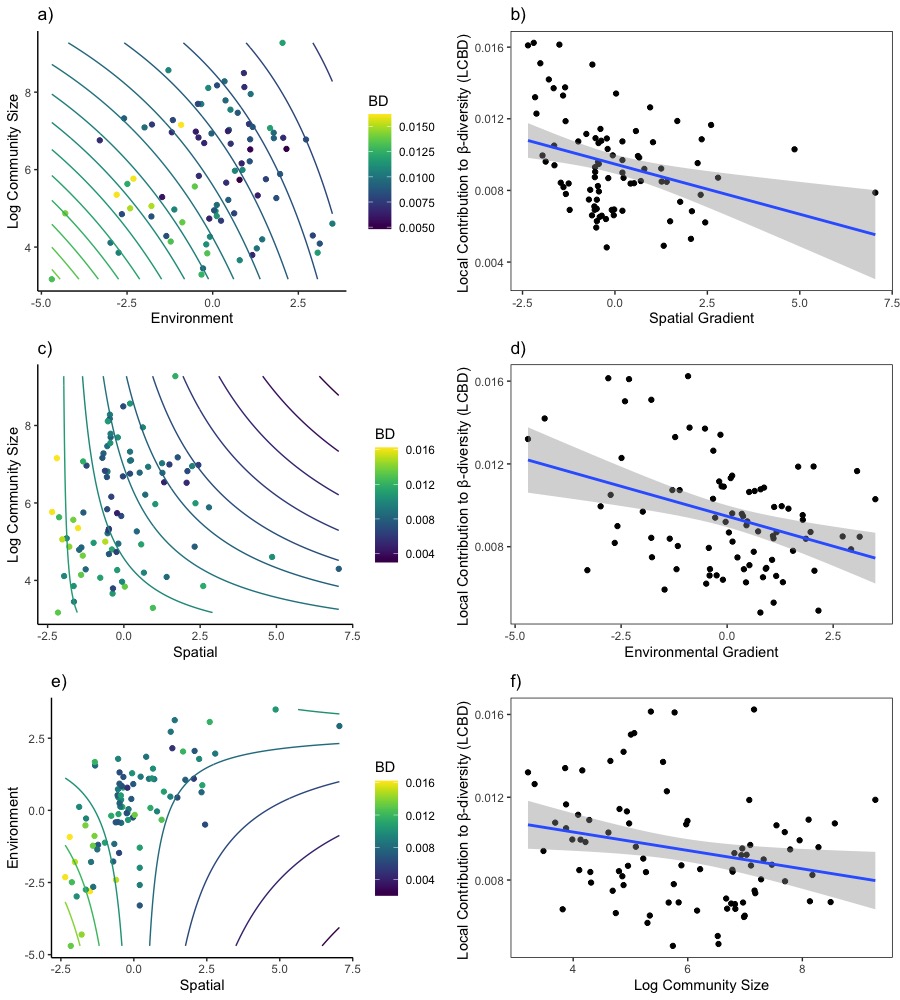 a)
Log Community Size
8
6
4
-5.0 -2.5 0.0 2.5
Environment
BD
0.0150
0.0125
0.0100
0.0075
0.0050
b)
Local Contribution to β-diversity (LCBD)
0.016
0.012
0.008
0.004
-2.5 0.0 2.5 5.0 7.5
Spatial Gradient
c)
Log Community Size
8
6
4
-2.5 0.0 2.5 5.0 7.5
Spatial
BD
0.016
0.012
0.008
0.004
d)
Local Contribution to β-diversity (LCBD)
0.016
0.012
0.008
-5.0 -2.5 0.0 2.5
Environmental Gradient
e)
Environment
2.5
0.0
-2.5
-5.0
-2.5 0.0 2.5 5.0 7.5
Spatial
BD
0.016
0.012
0.008
0.004
f)
Local Contribution to β-diversity (LCBD)
0.016
0.012
0.008
4 6 8
Log Community Size